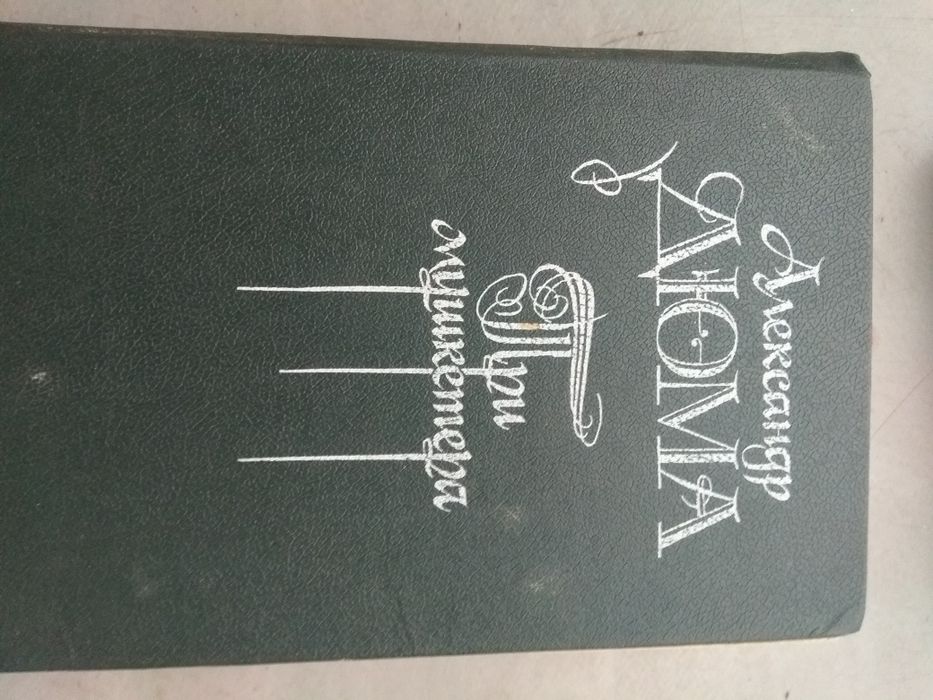 Александр
ДЮМА
Три
мушкетера